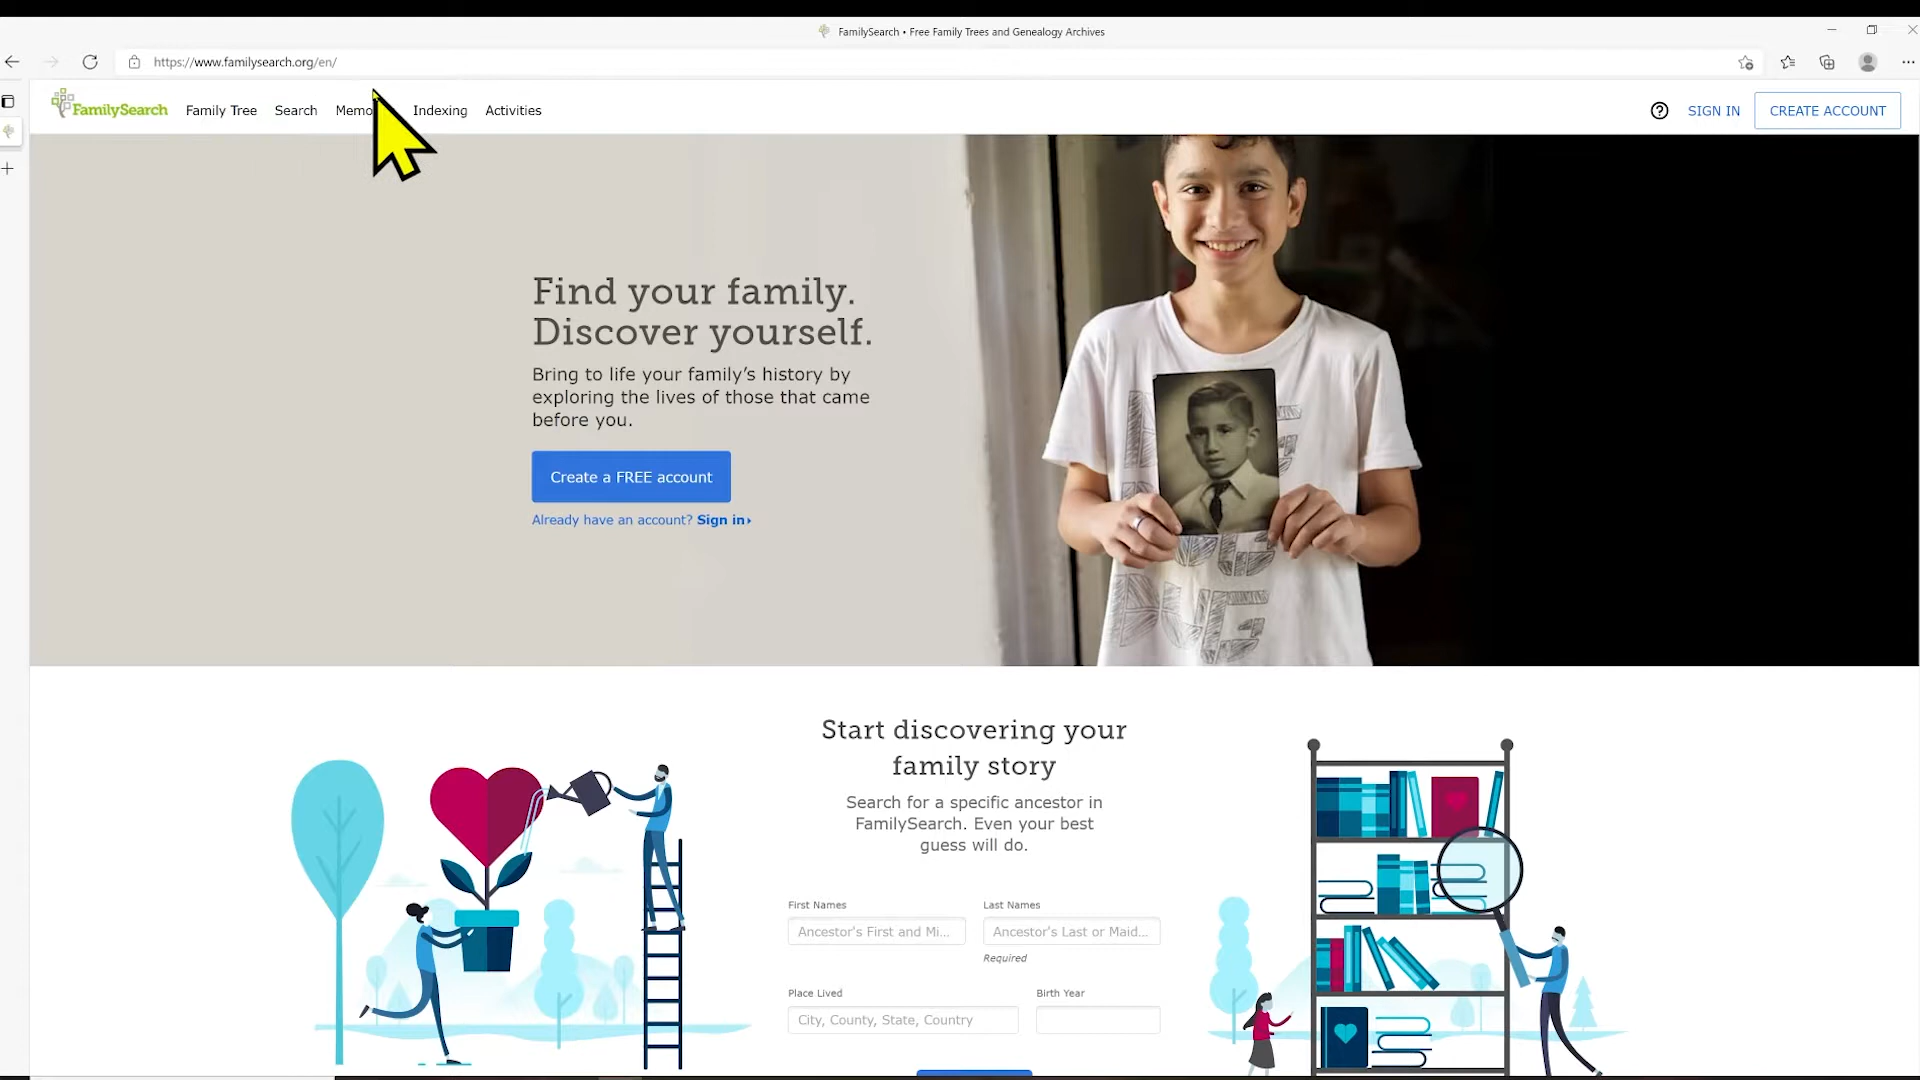 FamilySearch • Free Family Trees and Genealogy Archives
https://www.familysearch.org/en/
FamilySearch Family Tree Search Indexing Activities
SIGN IN CREATE ACCOUNT
Find your family.
Discover yourself.
Bring to life your family’s history by
exploring the lives of those that came
before you.
Create a FREE account
Already have an account? Sign in
Start discovering your
family story
Search for a specific ancestor in
FamilySearch. Even your best
guess will do.
First Names Last Names
Ancestor's First and Mi... Ancestor's Last or Maid...
Required
Place Lived Birth Year
City, County, State, Country